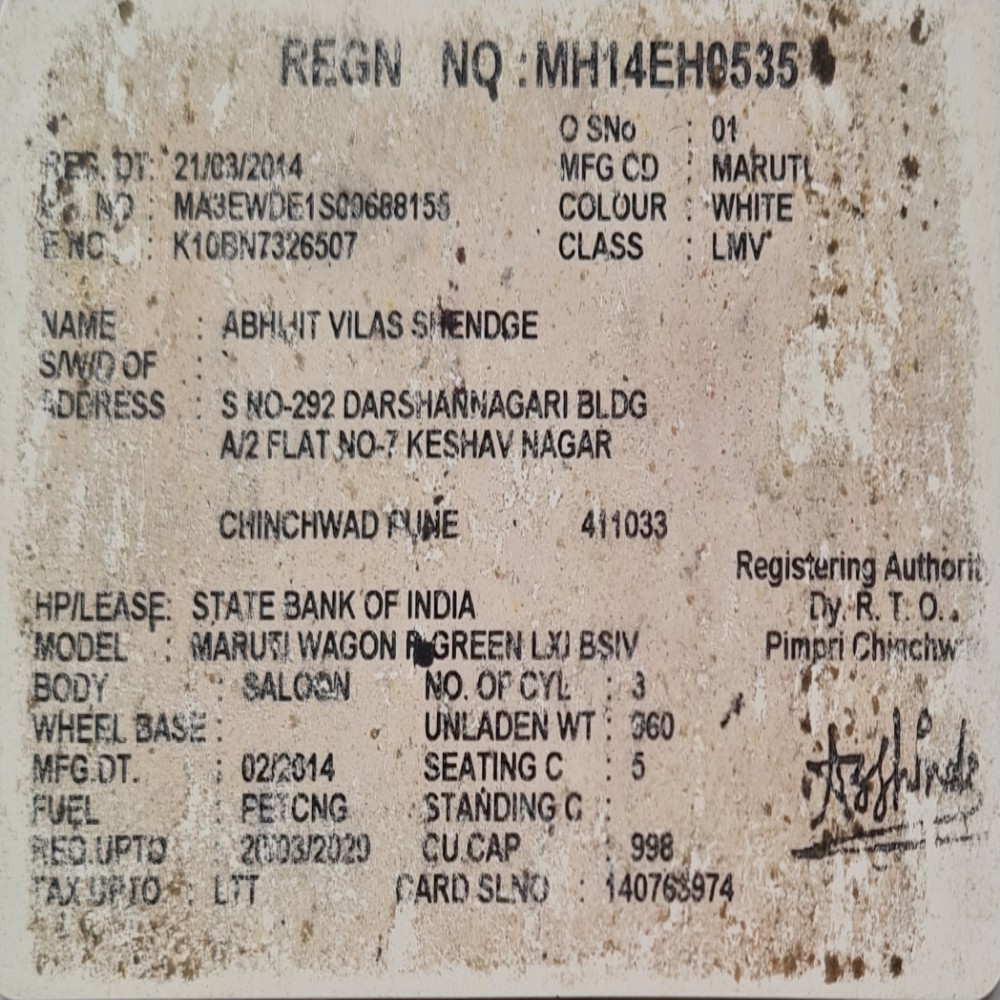 REGN NO : MH14EH0535
O SNo : 01
REG. DT : 21/03/2014 MFG CD : MARUTI
NO : MA3EWDE1S00688155 COLOUR : WHITE
E NO : K10BN7326507 CLASS : LMV
NAME : ABHIJIT VILAS SHENDGE
S/W/D OF :
ADDRESS : S NO-292 DARSHANNAGARI BLDG
A/2 FLAT NO-7 KESHAV NAGAR
CHINCHWAD PUNE 411033
Registering Authorit
HP/LEASE: STATE BANK OF INDIA Dy. R. T. O.
MODEL : MARUTI WAGON R GREEN LXI BSIV Pimpri Chinchw
BODY : SALOON NO. OF CYL : 3
WHEEL BASE : UNLADEN WT : 960
MFG.DT. : 02/2014 SEATING C : 5
FUEL : PETCNG STANDING C :
REG.UPTO : 20/03/2029 CU.CAP : 998
TAX UPTO : LTT CARD SLNO : 140763974